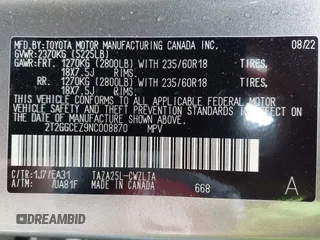 08/22
MFD. BY TOYOTA MOTOR MANUFACTURING CANADA INC.
GVWR: 2370KG (5225LB)
GAWR: FRT. 1270KG (2800LB) WITH 235/60R18 TIRES,
18X7.5J RIMS.
RR. 1270KG (2800LB) WITH 235/60R18 TIRES,
18X7.5J RIMS.
THIS VEHICLE CONFORMS TO ALL APPLICABLE
FEDERAL MOTOR VEHICLE SAFETY AND THEFT
PREVENTION STANDARDS IN EFFECT ON THE DATE
OF MANUFACTURE SHOWN ABOVE.
2T2GGCEZ9NC008870 MPV
C/TR: 1J7/EA31 TAZA25L-CWZLTA
A/TM: /UA81F MADE IN CANADA 668 A
DREAMBID